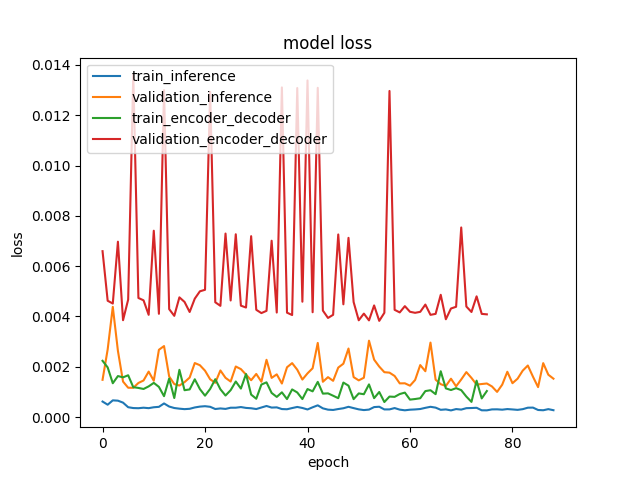 model loss
train_inference
validation_inference
train_encoder_decoder
validation_encoder_decoder
0.014
0.012
0.010
0.008
0.006
0.004
0.002
0.000
loss
0
20
40
60
80
epoch